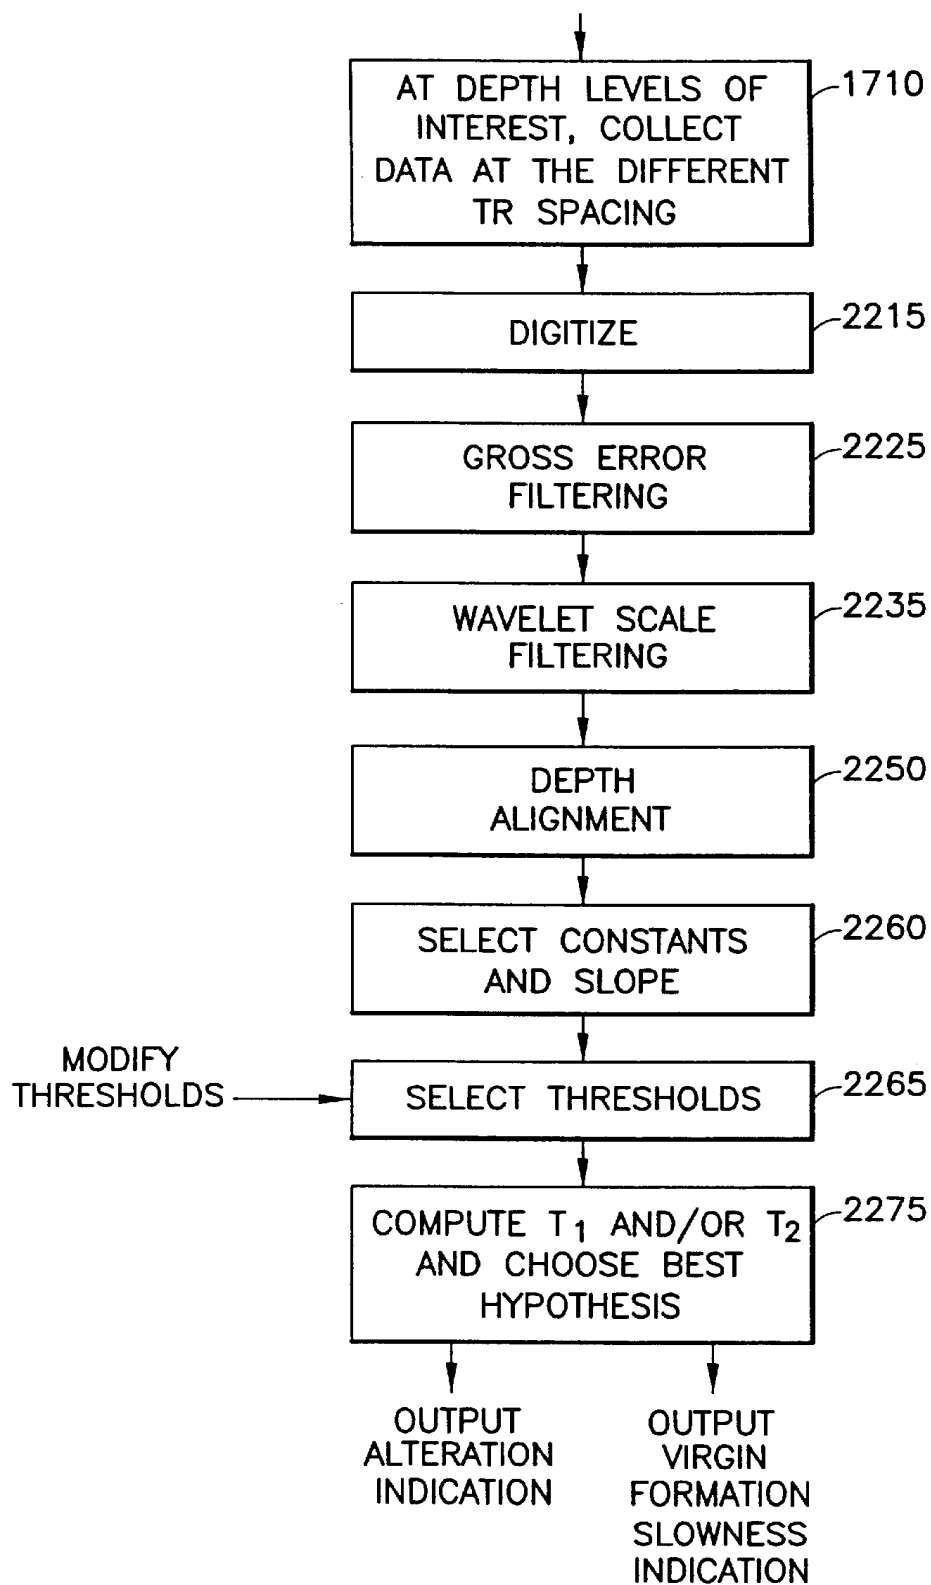 AT DEPTH LEVELS OF
INTEREST, COLLECT
DATA AT THE DIFFERENT
TR SPACING
1710
DIGITIZE
2215
GROSS ERROR
FILTERING
2225
WAVELET SCALE
FILTERING
2235
DEPTH
ALIGNMENT
2250
SELECT CONSTANTS
AND SLOPE
2260
MODIFY
THRESHOLDS
SELECT THRESHOLDS
2265
COMPUTE T1 AND/OR T2
AND CHOOSE BEST
HYPOTHESIS
2275
OUTPUT
ALTERATION
INDICATION
OUTPUT
VIRGIN
FORMATION
SLOWNESS
INDICATION